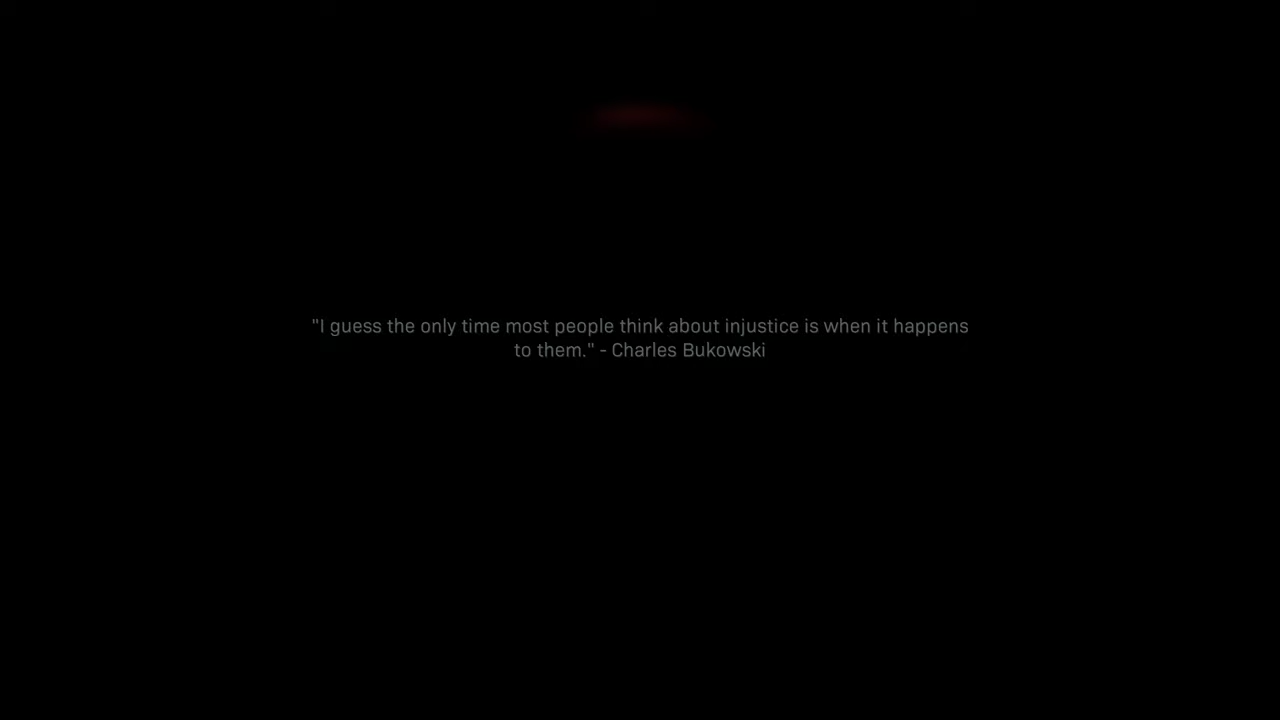 "I guess the only time most people think about injustice is when it happens
to them." - Charles Bukowski